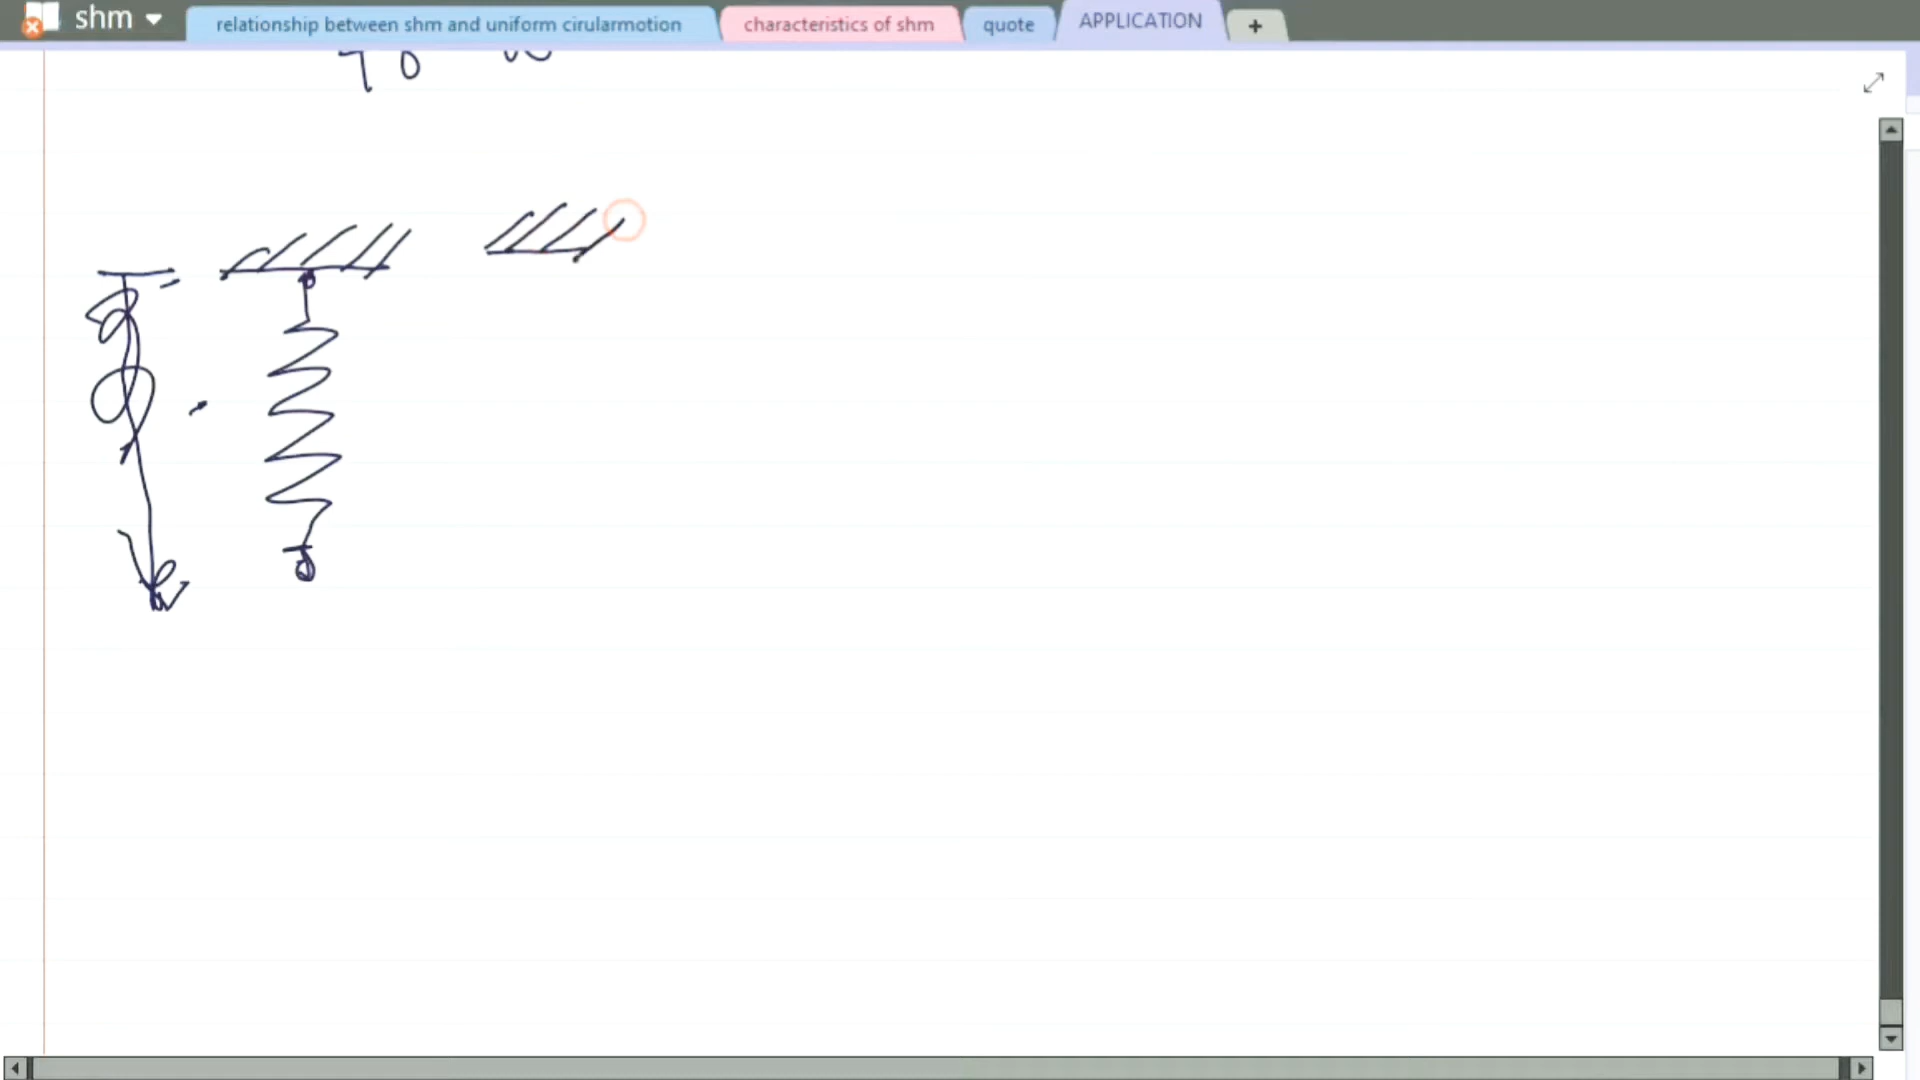 shm
relationship between shm and uniform cirularmotion
characteristics of shm
quote
APPLICATION
+